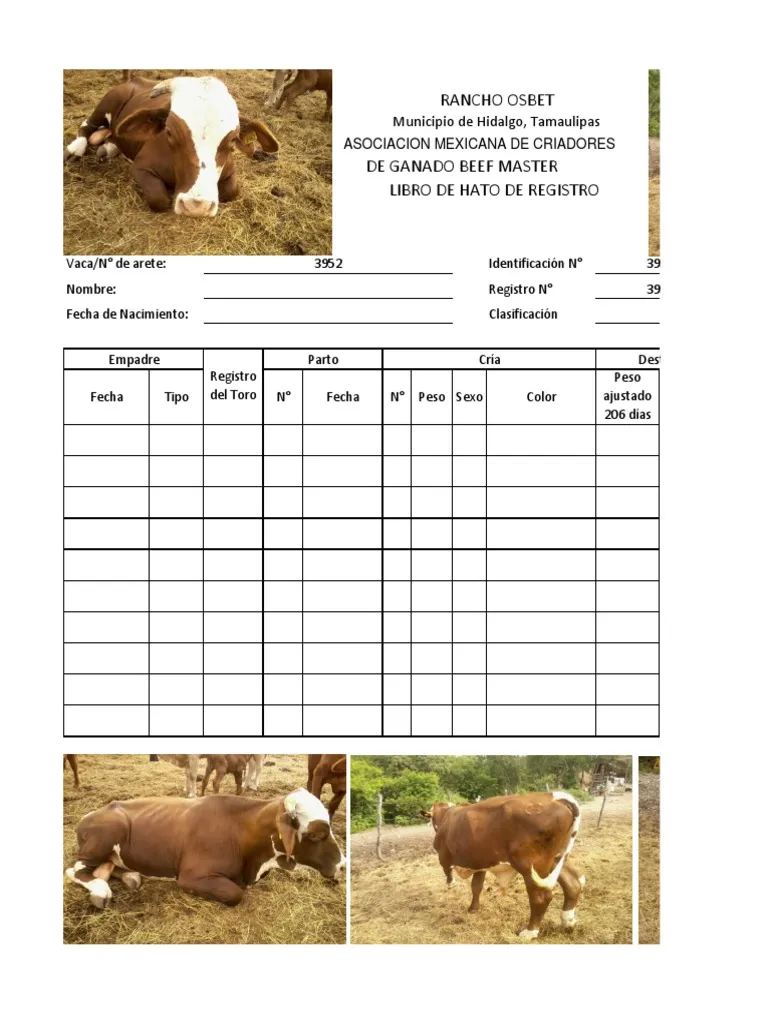 RANCHO OSBET
Municipio de Hidalgo, Tamaulipas
ASOCIACION MEXICANA DE CRIADORES
DE GANADO BEEF MASTER
LIBRO DE HATO DE REGISTRO
Vaca/N° de arete: 3952 Identificación N° 39
Nombre: Registro N° 39
Fecha de Nacimiento: Clasificación
Empadre Registro del Toro Parto Cría Dest
Fecha Tipo N° Fecha N° Peso Sexo Color Peso ajustado 206 días